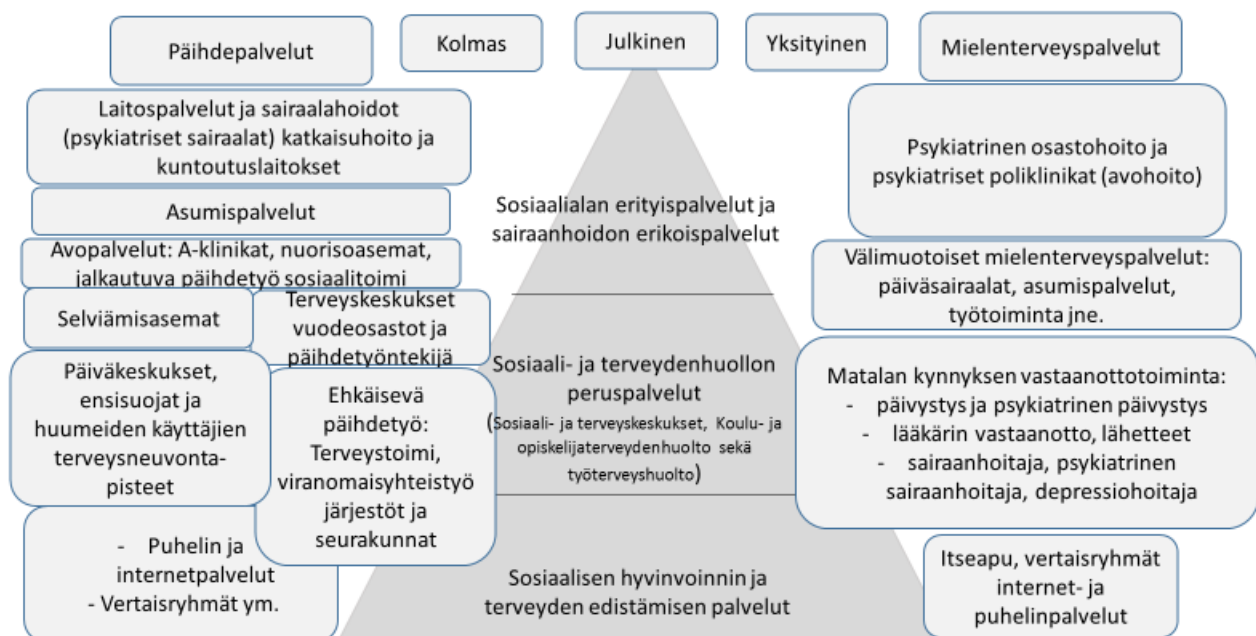 Päihdepalvelut
Kolmas
Julkinen
Yksityinen
Mielenterveyspalvelut
Laitospalvelut ja sairaalahoidot
(psykiatriset sairaalat) katkaisuhoito ja
kuntoutuslaitokset
Asumispalvelut
Avopalvelut: A-klinikat, nuorisoasemat,
jalkautuva päihdetyö sosiaalitoimi
Selviämisasemat
Terveyskeskukset
vuodeosastot ja
päihdetyöntekijä
Päiväkeskukset,
ensisuojat ja
huumeiden käyttäjien
terveysneuvonta-
pisteet
Ehkäisevä
päihdetyö:
Terveystoimi,
viranomaisyhteistyö
järjestöt ja
seurakunnat
- Puhelin ja
internetpalvelut
- Vertaisryhmät ym.
Sosiaalialan erityispalvelut ja
sairaanhoidon erikoispalvelut
Sosiaali- ja terveydenhuollon
peruspalvelut
(Sosiaali- ja terveyskeskukset, Koulu- ja
opiskelijaterveydenhuolto sekä
työterveyshuolto)
Sosiaalisen hyvinvoinnin ja
terveyden edistämisen palvelut
Psykiatrinen osastohoito ja
psykiatriset poliklinikat (avohoito)
Välimuotoiset mielenterveyspalvelut:
päiväsairaalat, asumispalvelut,
työtoiminta jne.
Matalan kynnyksen vastaanottotoiminta:
- päivystys ja psykiatrinen päivystys
- lääkärin vastaanotto, lähetteet
- sairaanhoitaja, psykiatrinen
sairaanhoitaja, depressiohoitaja
Itseapu, vertaisryhmät
internet- ja
puhelinpalvelut